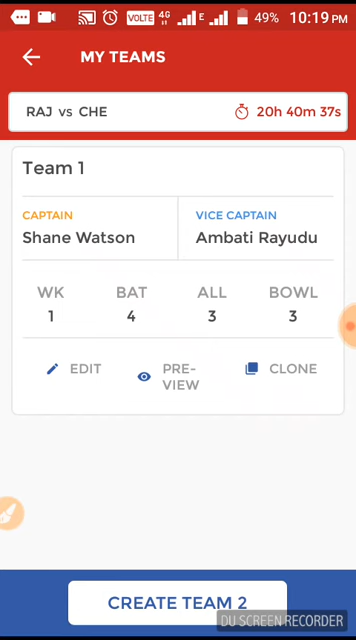 VOLTE 4G E 49% 10:19 PM
MY TEAMS
RAJ vs CHE 20h 40m 37s
Team 1
CAPTAIN VICE CAPTAIN
Shane Watson Ambati Rayudu
WK BAT ALL BOWL
1 4 3 3
EDIT PRE- CLONE
VIEW
CREATE TEAM 2
DU SCREEN RECORDER